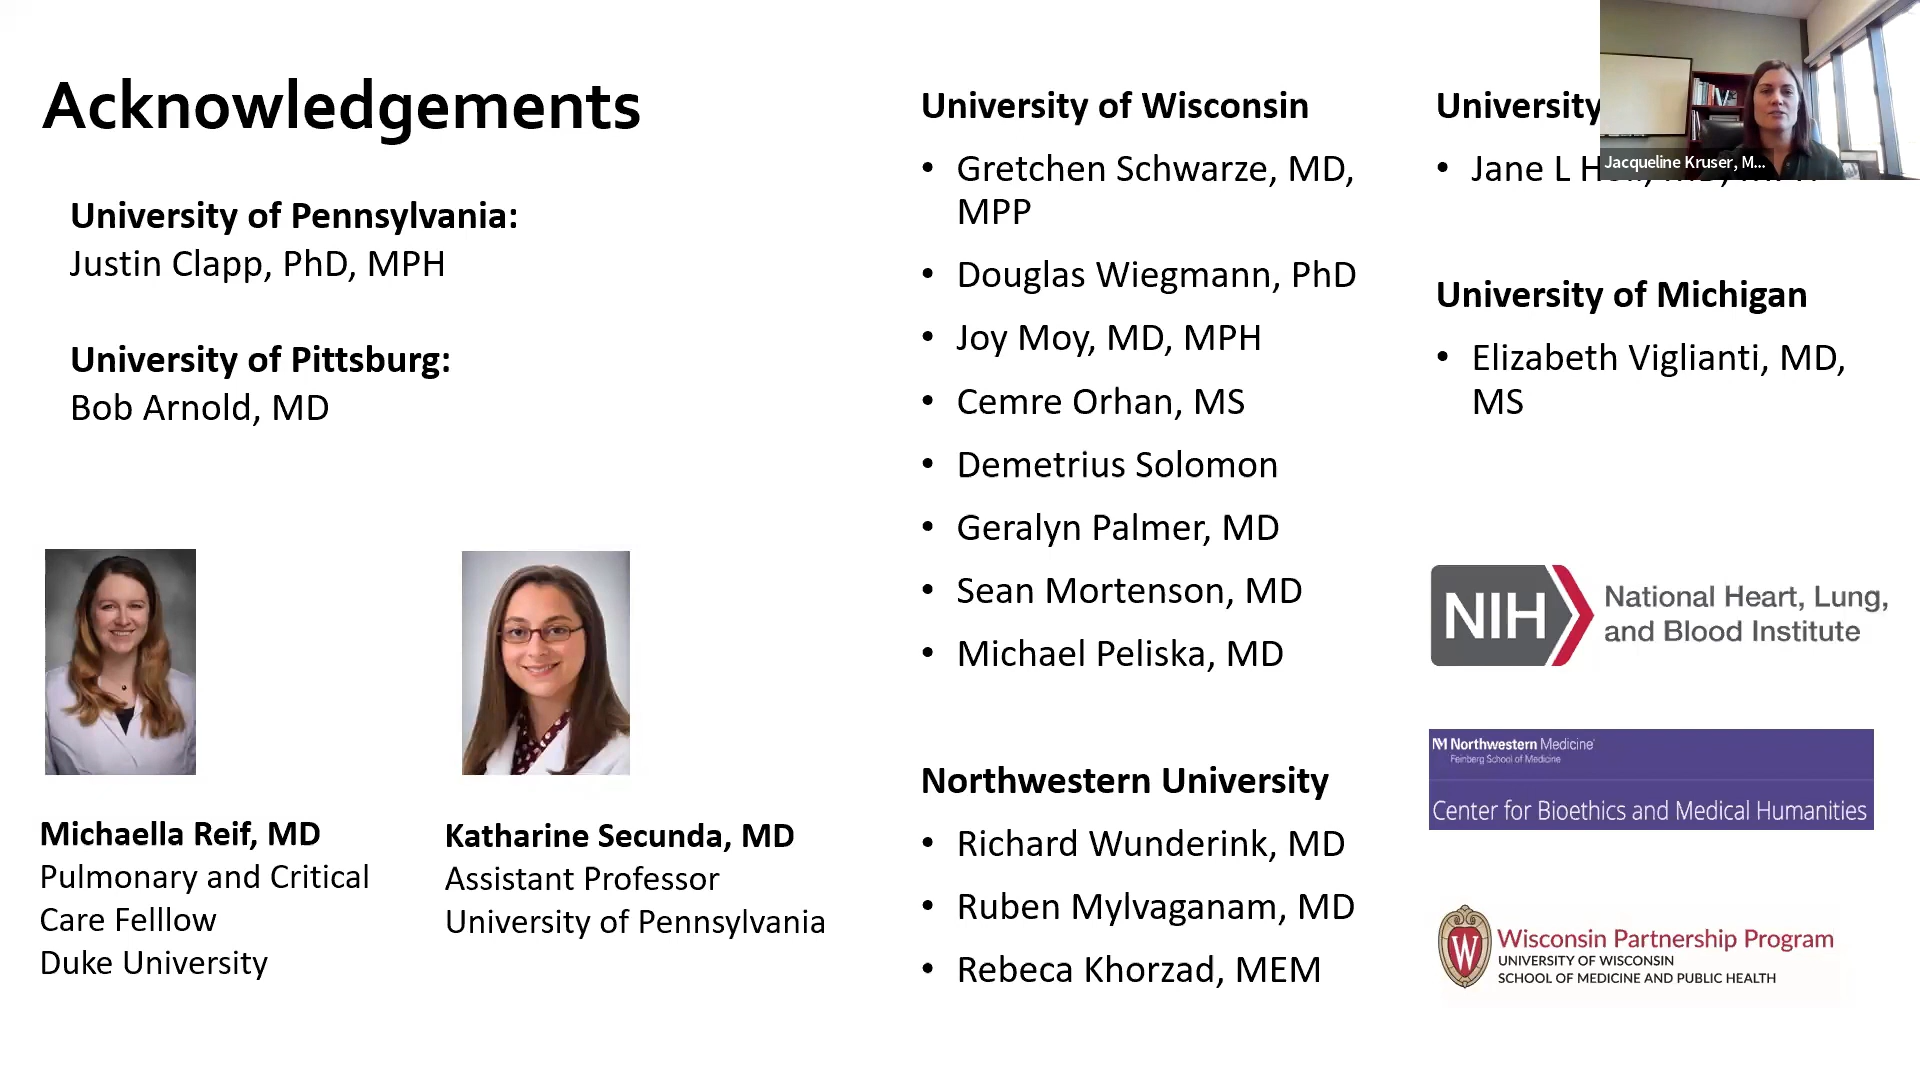 Acknowledgements
University of Pennsylvania:
Justin Clapp, PhD, MPH
University of Pittsburg:
Bob Arnold, MD
Michaella Reif, MD
Pulmonary and Critical
Care Felllow
Duke University
Katharine Secunda, MD
Assistant Professor
University of Pennsylvania
University of Wisconsin
• Gretchen Schwarze, MD,
MPP
• Douglas Wiegmann, PhD
• Joy Moy, MD, MPH
• Cemre Orhan, MS
• Demetrius Solomon
• Geralyn Palmer, MD
• Sean Mortenson, MD
• Michael Peliska, MD
Northwestern University
• Richard Wunderink, MD
• Ruben Mylvaganam, MD
• Rebeca Khorzad, MEM
University
• Jane L
Jacqueline Kruser, M...
University of Michigan
• Elizabeth Viglianti, MD,
MS
NIH
National Heart, Lung,
and Blood Institute
M Northwestern Medicine
Feinberg School of Medicine
Center for Bioethics and Medical Humanities
W
Wisconsin Partnership Program
UNIVERSITY OF WISCONSIN
SCHOOL OF MEDICINE AND PUBLIC HEALTH